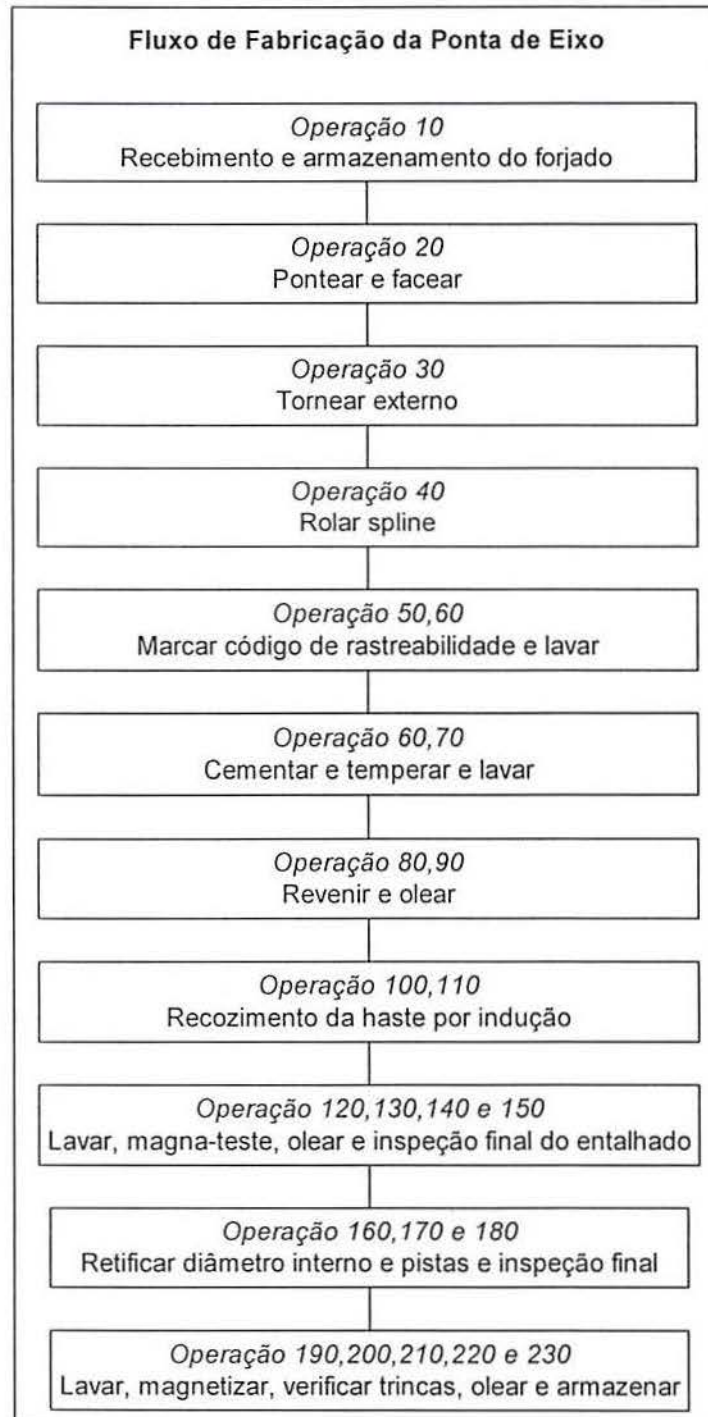 Fluxo de Fabricação da Ponta de Eixo
Operação 10
Recebimento e armazenamento do forjado
Operação 20
Pontear e facear
Operação 30
Tornear externo
Operação 40
Rolar spline
Operação 50,60
Marcar código de rastreabilidade e lavar
Operação 60,70
Cementar e temperar e lavar
Operação 80,90
Revenir e olear
Operação 100,110
Recozimento da haste por indução
Operação 120,130,140 e 150
Lavar, magna-teste, olear e inspeção final do entalhado
Operação 160,170 e 180
Retificar diâmetro interno e pistas e inspeção final
Operação 190,200,210,220 e 230
Lavar, magnetizar, verificar trincas, olear e armazenar